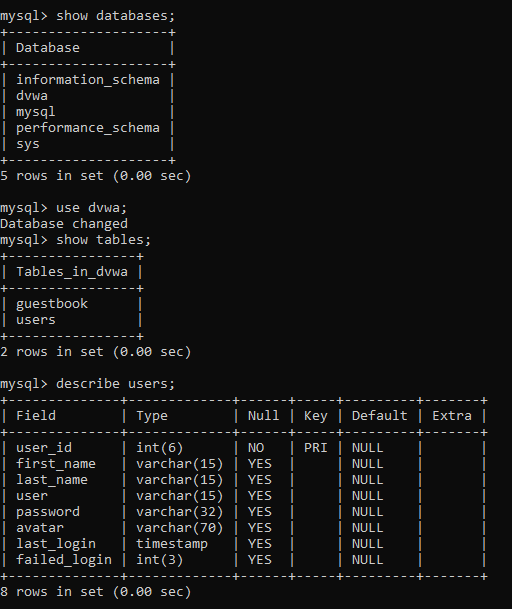 mysql> show databases;
+--------------------+
| Database           |
+--------------------+
| information_schema |
| dvwa               |
| mysql              |
| performance_schema |
| sys                |
+--------------------+
5 rows in set (0.00 sec)
mysql> use dvwa;
Database changed
mysql> show tables;
+----------------+
| Tables_in_dvwa |
+----------------+
| guestbook      |
| users          |
+----------------+
2 rows in set (0.00 sec)
mysql> describe users;
+--------------+-------------+------+-----+---------+-------+
| Field        | Type        | Null | Key | Default | Extra |
+--------------+-------------+------+-----+---------+-------+
| user_id      | int(6)      | NO   | PRI | NULL    |       |
| first_name   | varchar(15) | YES  |     | NULL    |       |
| last_name    | varchar(15) | YES  |     | NULL    |       |
| user         | varchar(15) | YES  |     | NULL    |       |
| password     | varchar(32) | YES  |     | NULL    |       |
| avatar       | varchar(70) | YES  |     | NULL    |       |
| last_login   | timestamp   | YES  |     | NULL    |       |
| failed_login | int(3)      | YES  |     | NULL    |       |
+--------------+-------------+------+-----+---------+-------+
8 rows in set (0.00 sec)